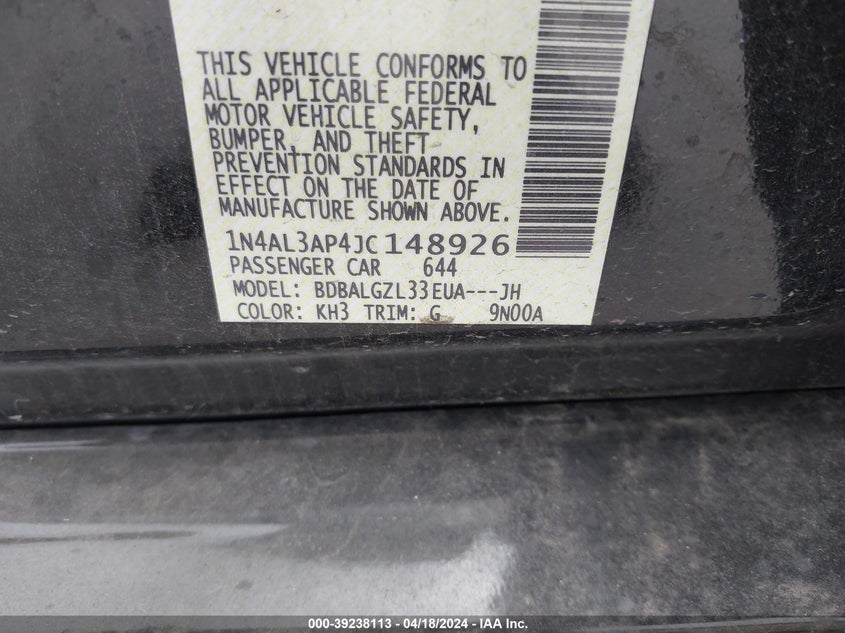 THIS VEHICLE CONFORMS TO
ALL APPLICABLE FEDERAL
MOTOR VEHICLE SAFETY,
BUMPER, AND THEFT
PREVENTION STANDARDS IN
EFFECT ON THE DATE OF
MANUFACTURE SHOWN ABOVE.
1N4AL3AP4JC148926
PASSENGER CAR 644
MODEL: BDBALGZL33EUA---JH
COLOR: KH3 TRIM: G 9N00A
000-39238113 - 04/18/2024 - IAA Inc.